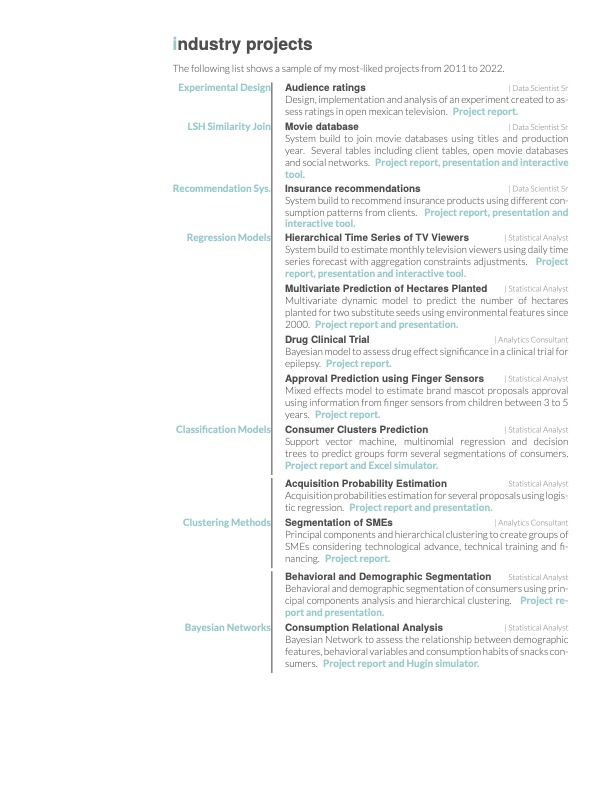 industry projects
The following list shows a sample of my most-liked projects from 2011 to 2022.
Experimental Design
Audience ratings | Data Scientist Sr
Design, implementation and analysis of an experiment created to as-
sess ratings in open mexican television. Project report.
LSH Similarity Join
Movie database | Data Scientist Sr
System build to join movie databases using titles and production
year. Several tables including client tables, open movie databases
and social networks. Project report, presentation and interactive
tool.
Recommendation Sys.
Insurance recommendations | Data Scientist Sr
System build to recommend insurance products using different con-
sumption patterns from clients. Project report, presentation and
interactive tool.
Regression Models
Hierarchical Time Series of TV Viewers | Statistical Analyst
System build to estimate monthly television viewers using daily time
series forecast with aggregation constraints adjustments. Project
report, presentation and interactive tool.
Multivariate Prediction of Hectares Planted | Statistical Analyst
Multivariate dynamic model to predict the number of hectares
planted for two substitute seeds using environmental features since
2000. Project report and presentation.
Drug Clinical Trial | Analytics Consultant
Bayesian model to assess drug effect significance in a clinical trial for
epilepsy. Project report.
Approval Prediction using Finger Sensors | Statistical Analyst
Mixed effects model to estimate brand mascot proposals approval
using information from finger sensors from children between 3 to 5
years. Project report.
Classification Models
Consumer Clusters Prediction | Statistical Analyst
Support vector machine, multinomial regression and decision
trees to predict groups form several segmentations of consumers.
Project report and Excel simulator.
Acquisition Probability Estimation Statistical Analyst
Acquisition probabilities estimation for several proposals using logis-
tic regression. Project report and presentation.
Clustering Methods
Segmentation of SMEs | Analytics Consultant
Principal components and hierarchical clustering to create groups of
SMEs considering technological advance, technical training and fi-
nancing. Project report.
Behavioral and Demographic Segmentation Statistical Analyst
Behavioral and demographic segmentation of consumers using prin-
cipal components analysis and hierarchical clustering. Project re-
port and presentation.
Bayesian Networks
Consumption Relational Analysis | Statistical Analyst
Bayesian Network to assess the relationship between demographic
features, behavioral variables and consumption habits of snacks con-
sumers. Project report and Hugin simulator.